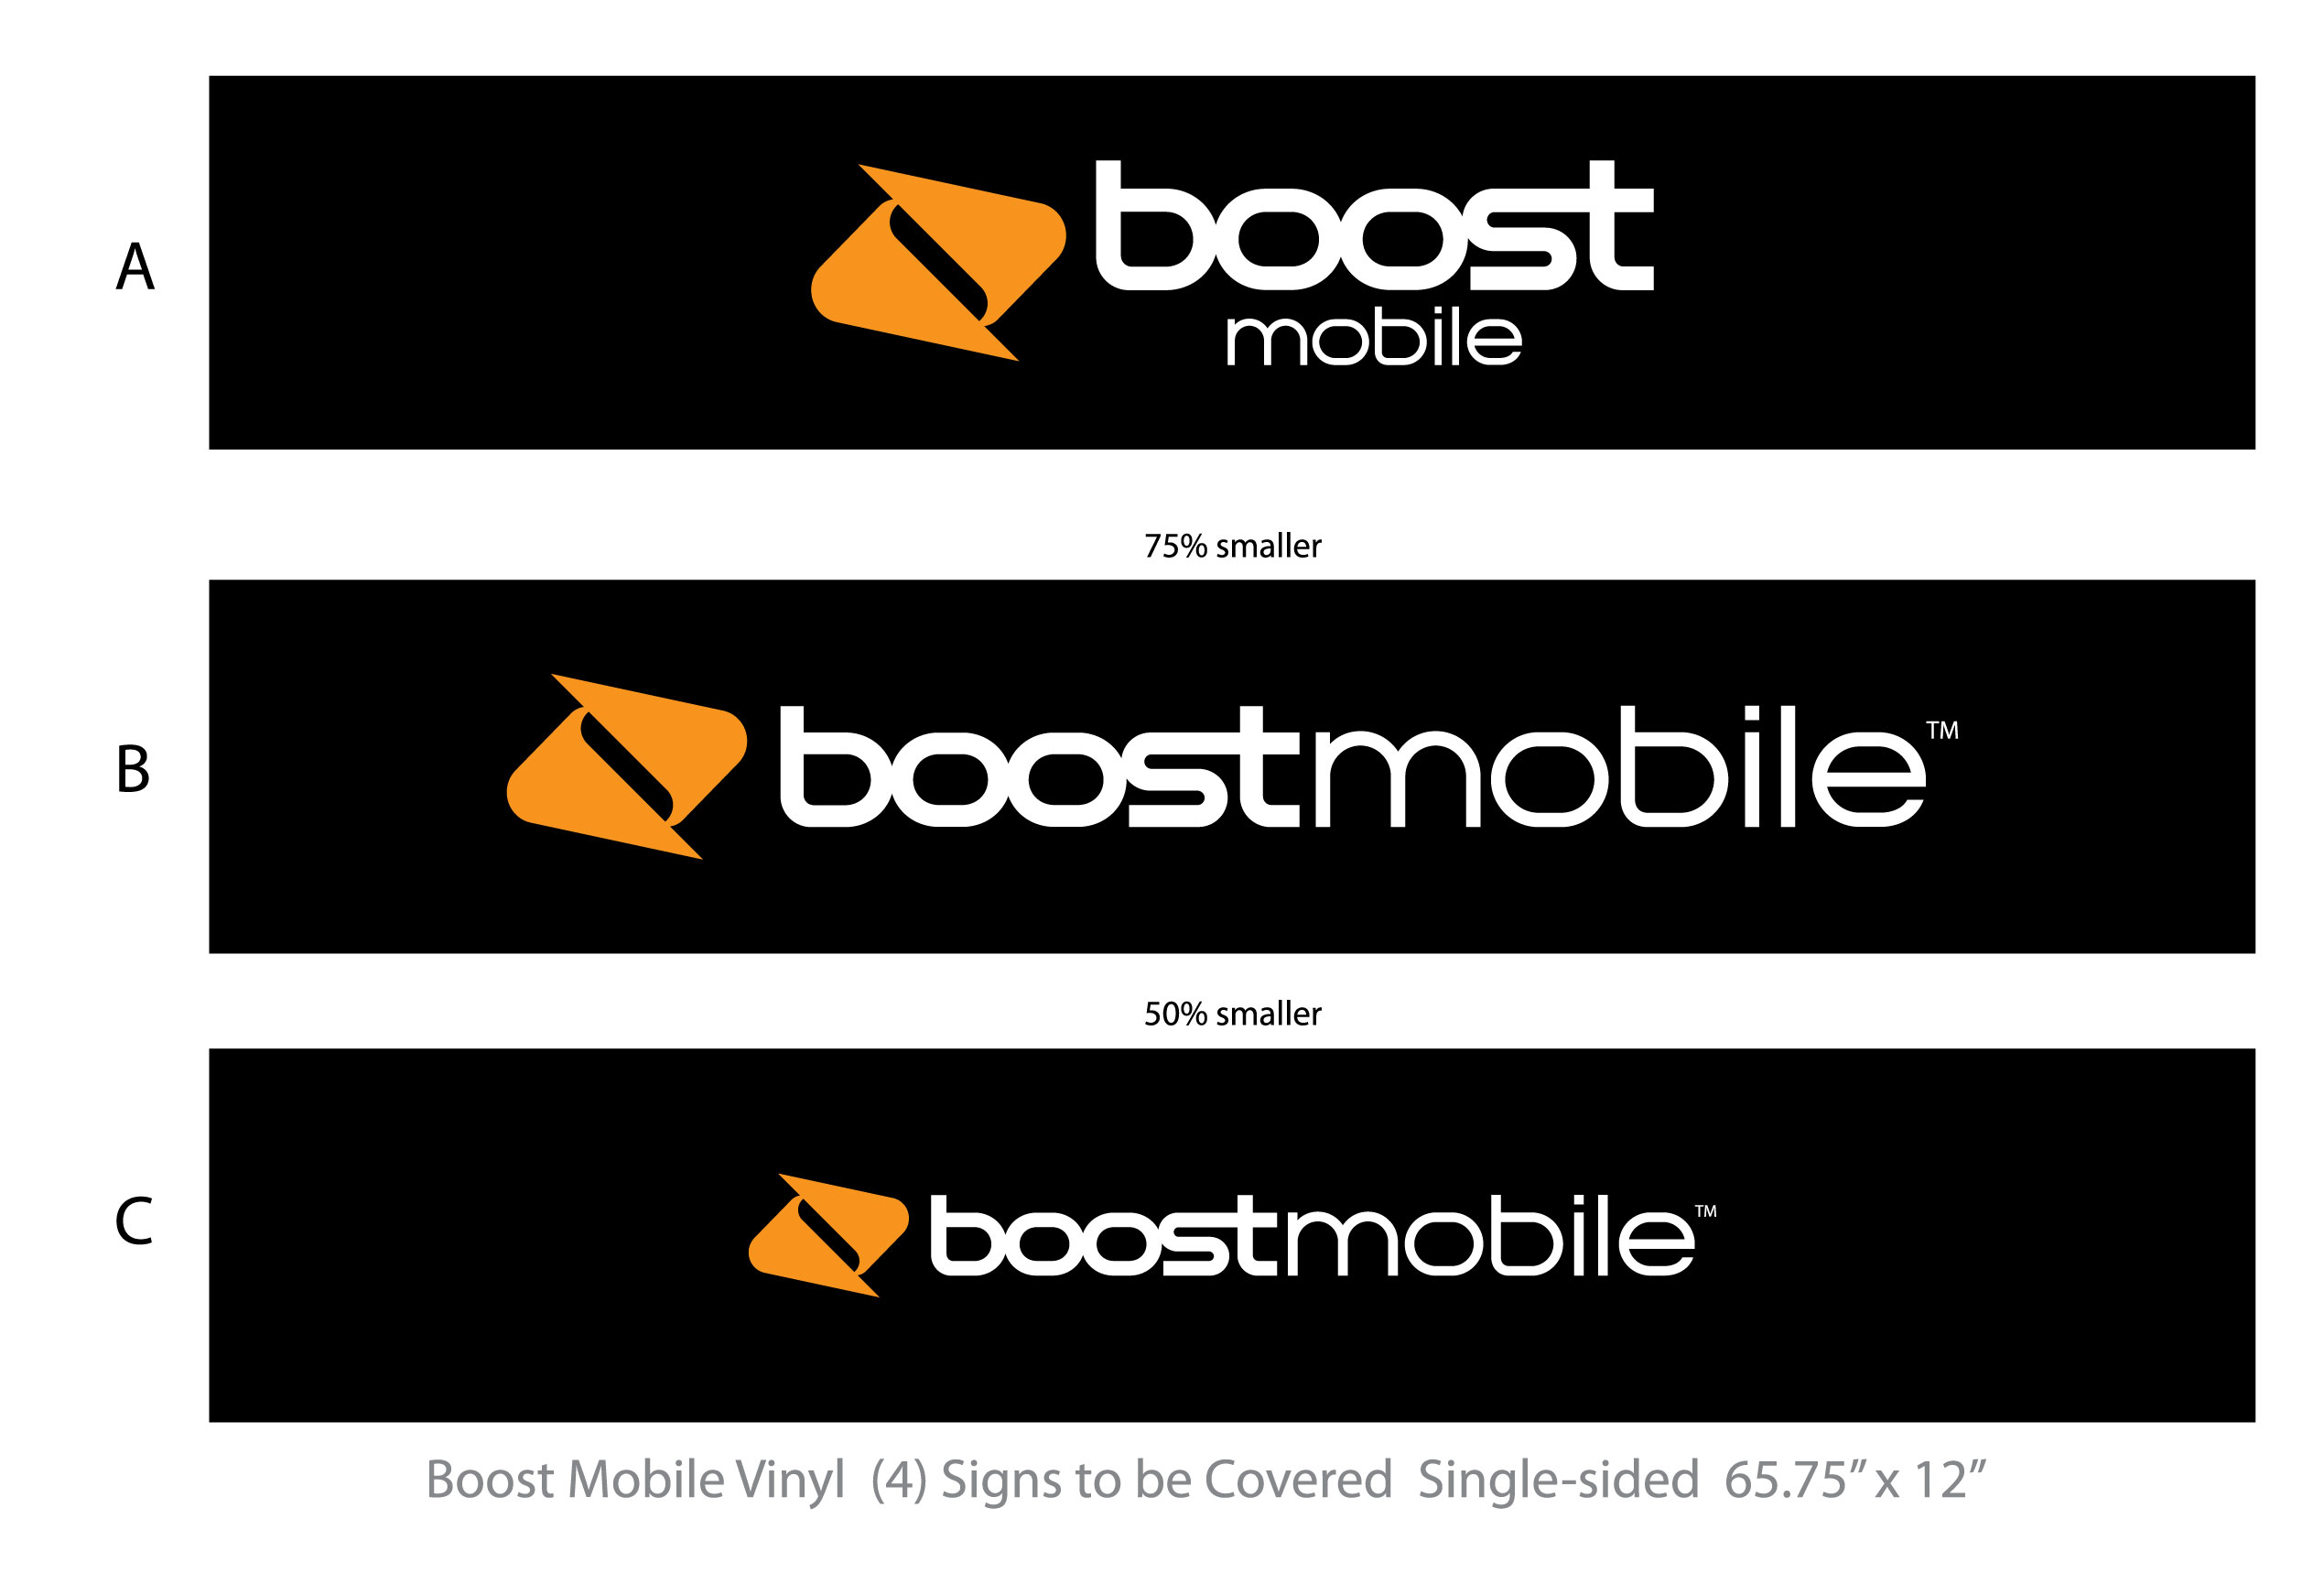 A
boost
mobile
75% smaller
B
boostmobile™
50% smaller
C
boostmobile™
Boost Mobile Vinyl  (4) Signs to be Covered  Single-sided  65.75” x 12”